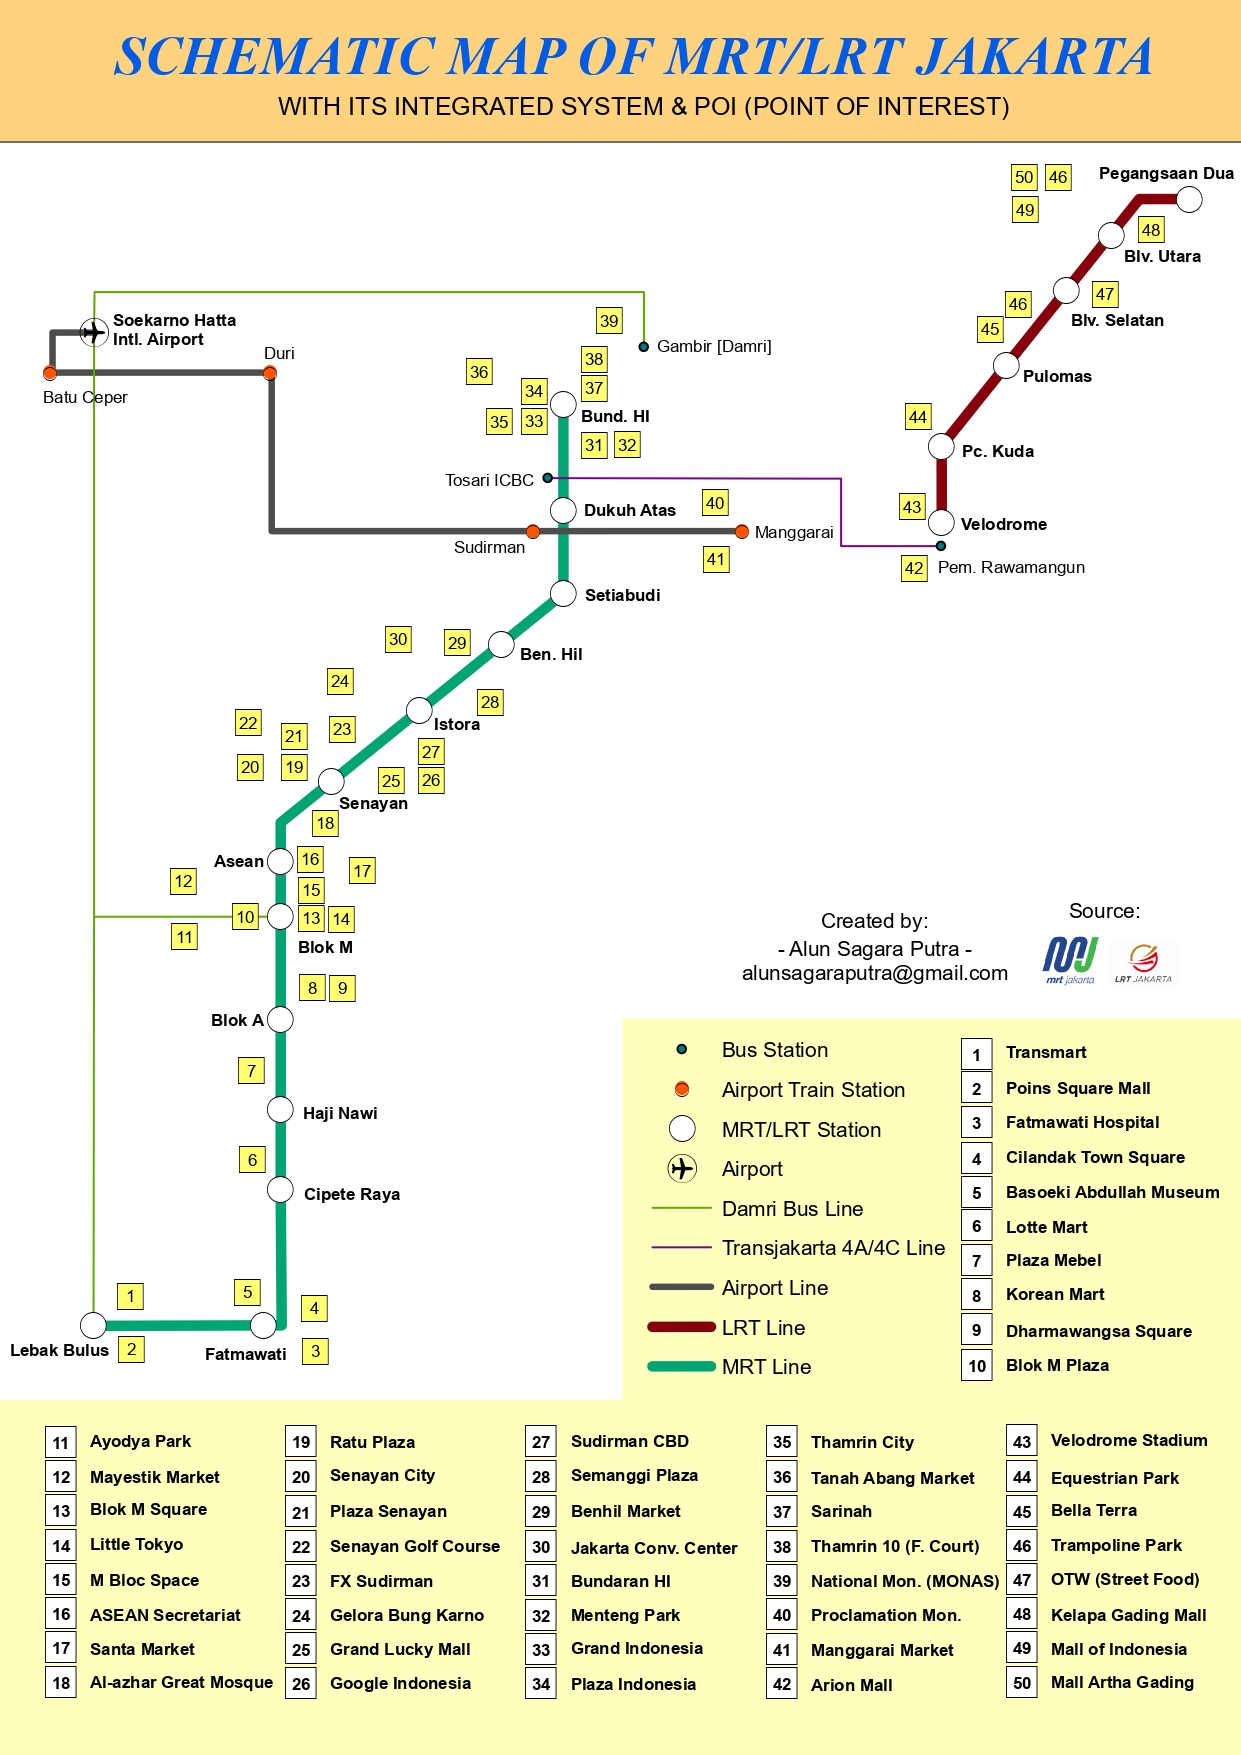 SCHEMATIC MAP OF MRT/LRT JAKARTA
WITH ITS INTEGRATED SYSTEM & POI (POINT OF INTEREST)
50 46
Pegangsaan Dua
49
48
Blv. Utara
47
46
Blv. Selatan
45
Pulomas
44
Pc. Kuda
43
Velodrome
42
Pem. Rawamangun
Soekarno Hatta
Intl. Airport
Duri
Batu Ceper
39
Gambir [Damri]
38
36
37
34
35
33
Bund. HI
31 32
Tosari ICBC
40
Dukuh Atas
Sudirman
Manggarai
41
Setiabudi
30
29
Ben. Hil
24
28
22
Istora
23
21
27
20
19
25
26
Senayan
18
Asean
16
17
12
15
10
13
14
11
Blok M
8
9
Blok A
7
Haji Nawi
6
Cipete Raya
1
5
4
Lebak Bulus
2
Fatmawati
3
Created by:
- Alun Sagara Putra -
alunsagaraputra@gmail.com
Source:
mrt jakarta
LRT JAKARTA
Bus Station
Airport Train Station
MRT/LRT Station
Airport
Damri Bus Line
Transjakarta 4A/4C Line
Airport Line
LRT Line
MRT Line
1 Transmart
2 Poins Square Mall
3 Fatmawati Hospital
4 Cilandak Town Square
5 Basoeki Abdullah Museum
6 Lotte Mart
7 Plaza Mebel
8 Korean Mart
9 Dharmawangsa Square
10 Blok M Plaza
11 Ayodya Park
12 Mayestik Market
13 Blok M Square
14 Little Tokyo
15 M Bloc Space
16 ASEAN Secretariat
17 Santa Market
18 Al-azhar Great Mosque
19 Ratu Plaza
20 Senayan City
21 Plaza Senayan
22 Senayan Golf Course
23 FX Sudirman
24 Gelora Bung Karno
25 Grand Lucky Mall
26 Google Indonesia
27 Sudirman CBD
28 Semanggi Plaza
29 Benhil Market
30 Jakarta Conv. Center
31 Bundaran HI
32 Menteng Park
33 Grand Indonesia
34 Plaza Indonesia
35 Thamrin City
36 Tanah Abang Market
37 Sarinah
38 Thamrin 10 (F. Court)
39 National Mon. (MONAS)
40 Proclamation Mon.
41 Manggarai Market
42 Arion Mall
43 Velodrome Stadium
44 Equestrian Park
45 Bella Terra
46 Trampoline Park
47 OTW (Street Food)
48 Kelapa Gading Mall
49 Mall of Indonesia
50 Mall Artha Gading